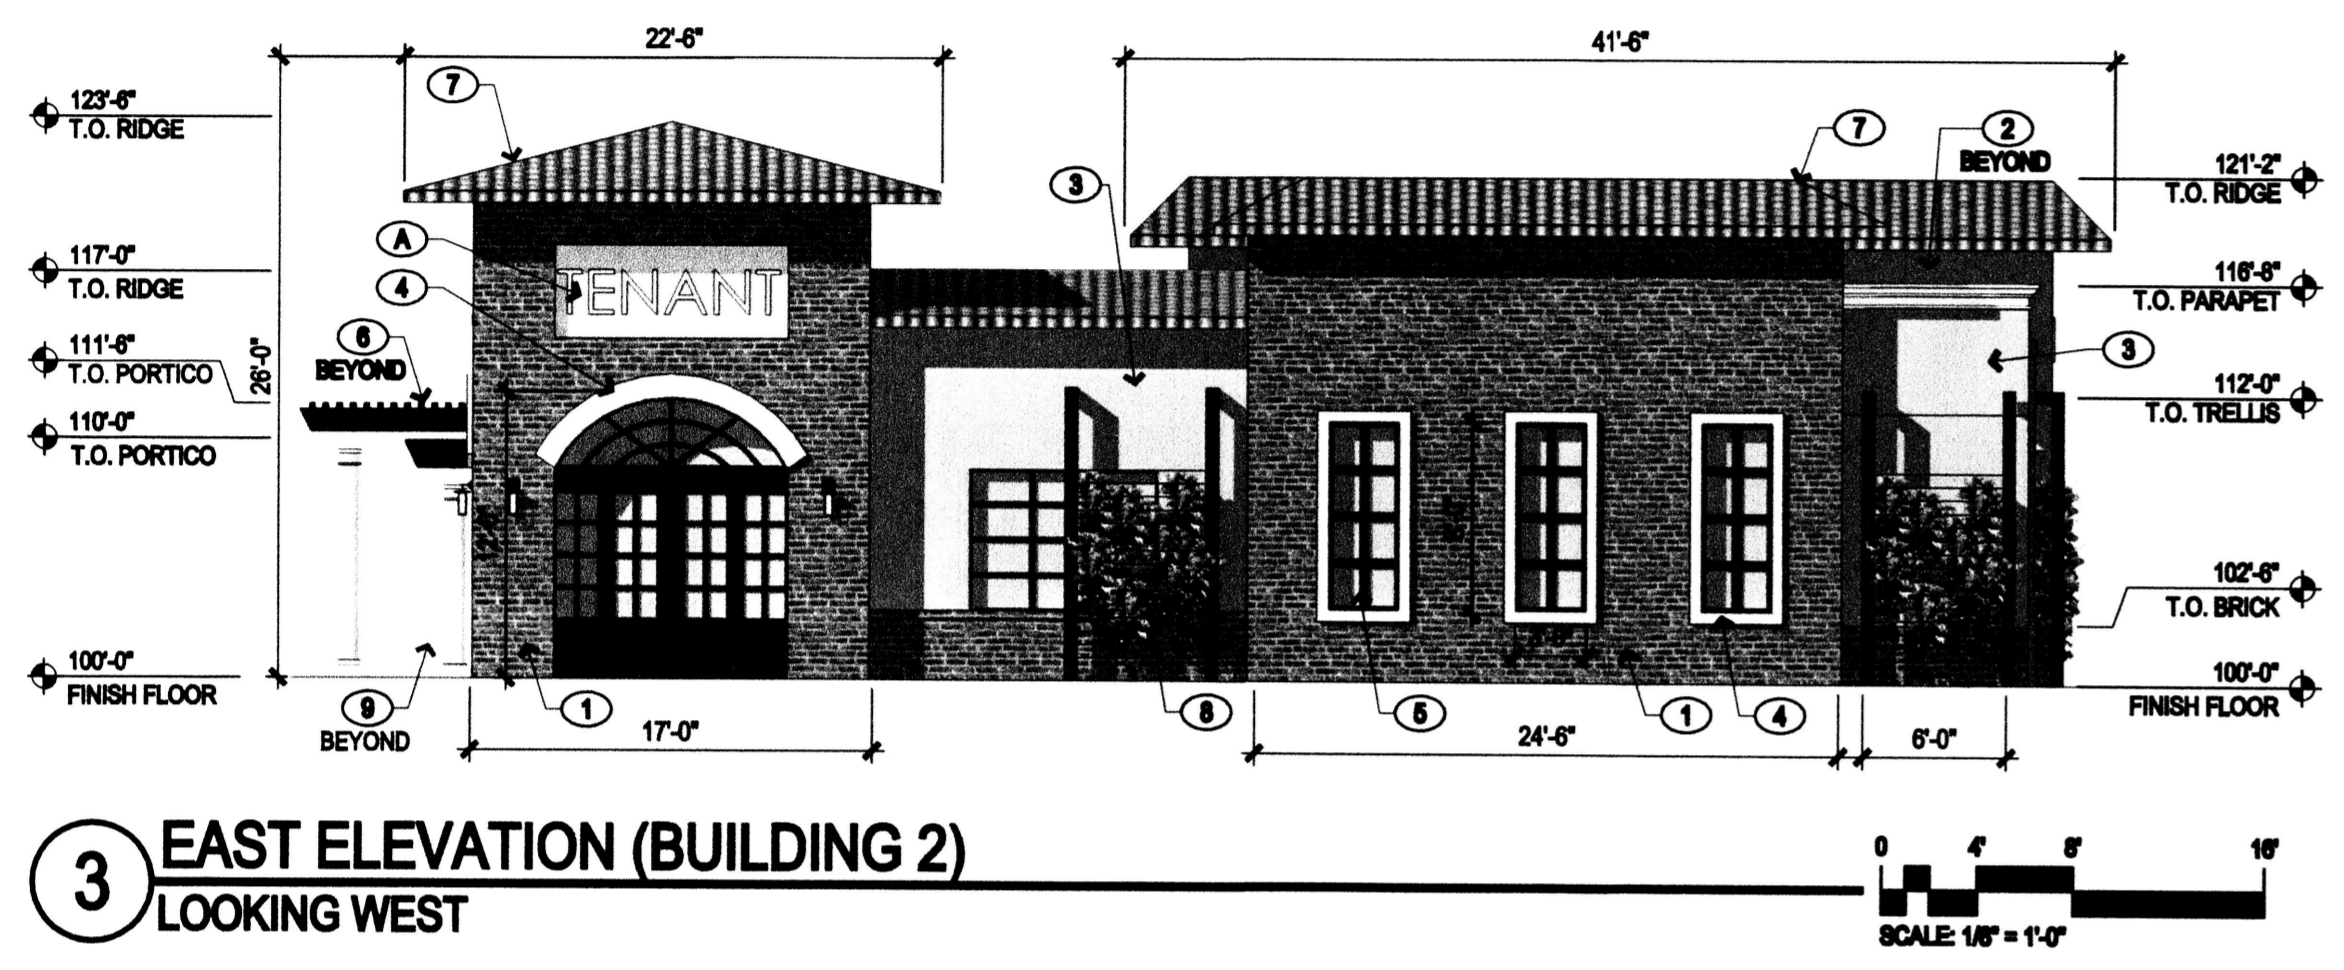 22'-6"
41'-6"
7
123'-6"
T.O. RIDGE
7
2
BEYOND
3
121'-2"
T.O. RIDGE
A
TENANT
117'-0"
T.O. RIDGE
4
116'-8"
T.O. PARAPET
6
BEYOND
111'-6"
T.O. PORTICO
26'-0"
3
112'-0"
T.O. TRELLIS
110'-0"
T.O. PORTICO
102'-6"
T.O. BRICK
100'-0"
FINISH FLOOR
100'-0"
FINISH FLOOR
9
BEYOND
1
8
5
1
4
17'-0"
24'-6"
6'-0"
3
EAST ELEVATION (BUILDING 2)
LOOKING WEST
0 4' 8' 16'
SCALE: 1/8" = 1'-0"